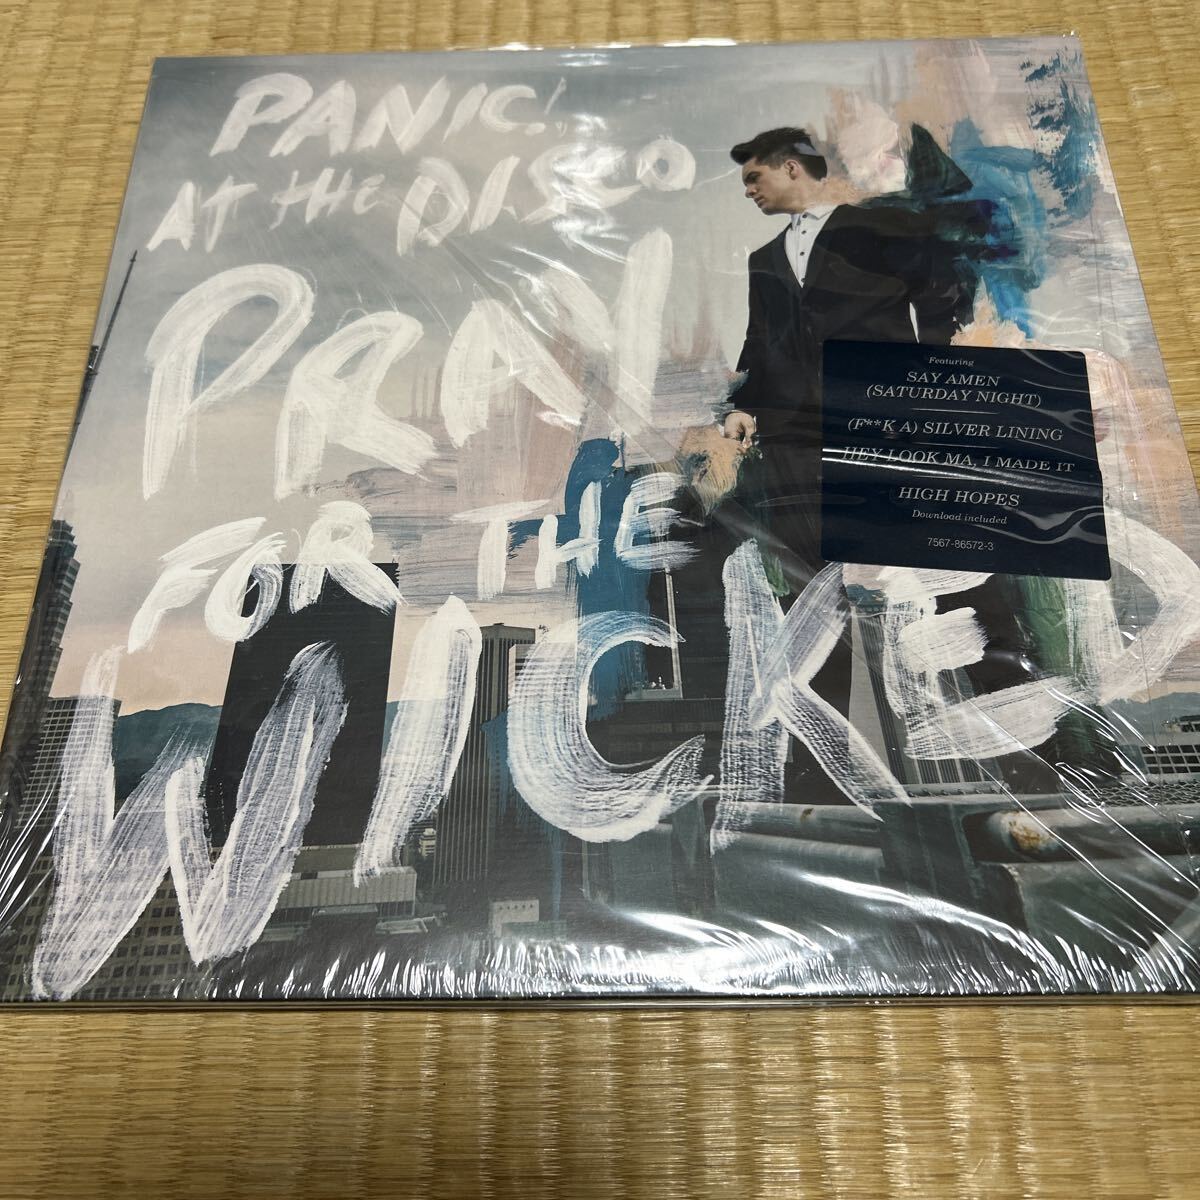 PANIC!
AT the DISCO
PRAY
FOR THE
WICKED
Featuring
SAY AMEN
(SATURDAY NIGHT)
(F**K A) SILVER LINING
HEY LOOK MA, I MADE IT
HIGH HOPES
Download included
7567-86572-3